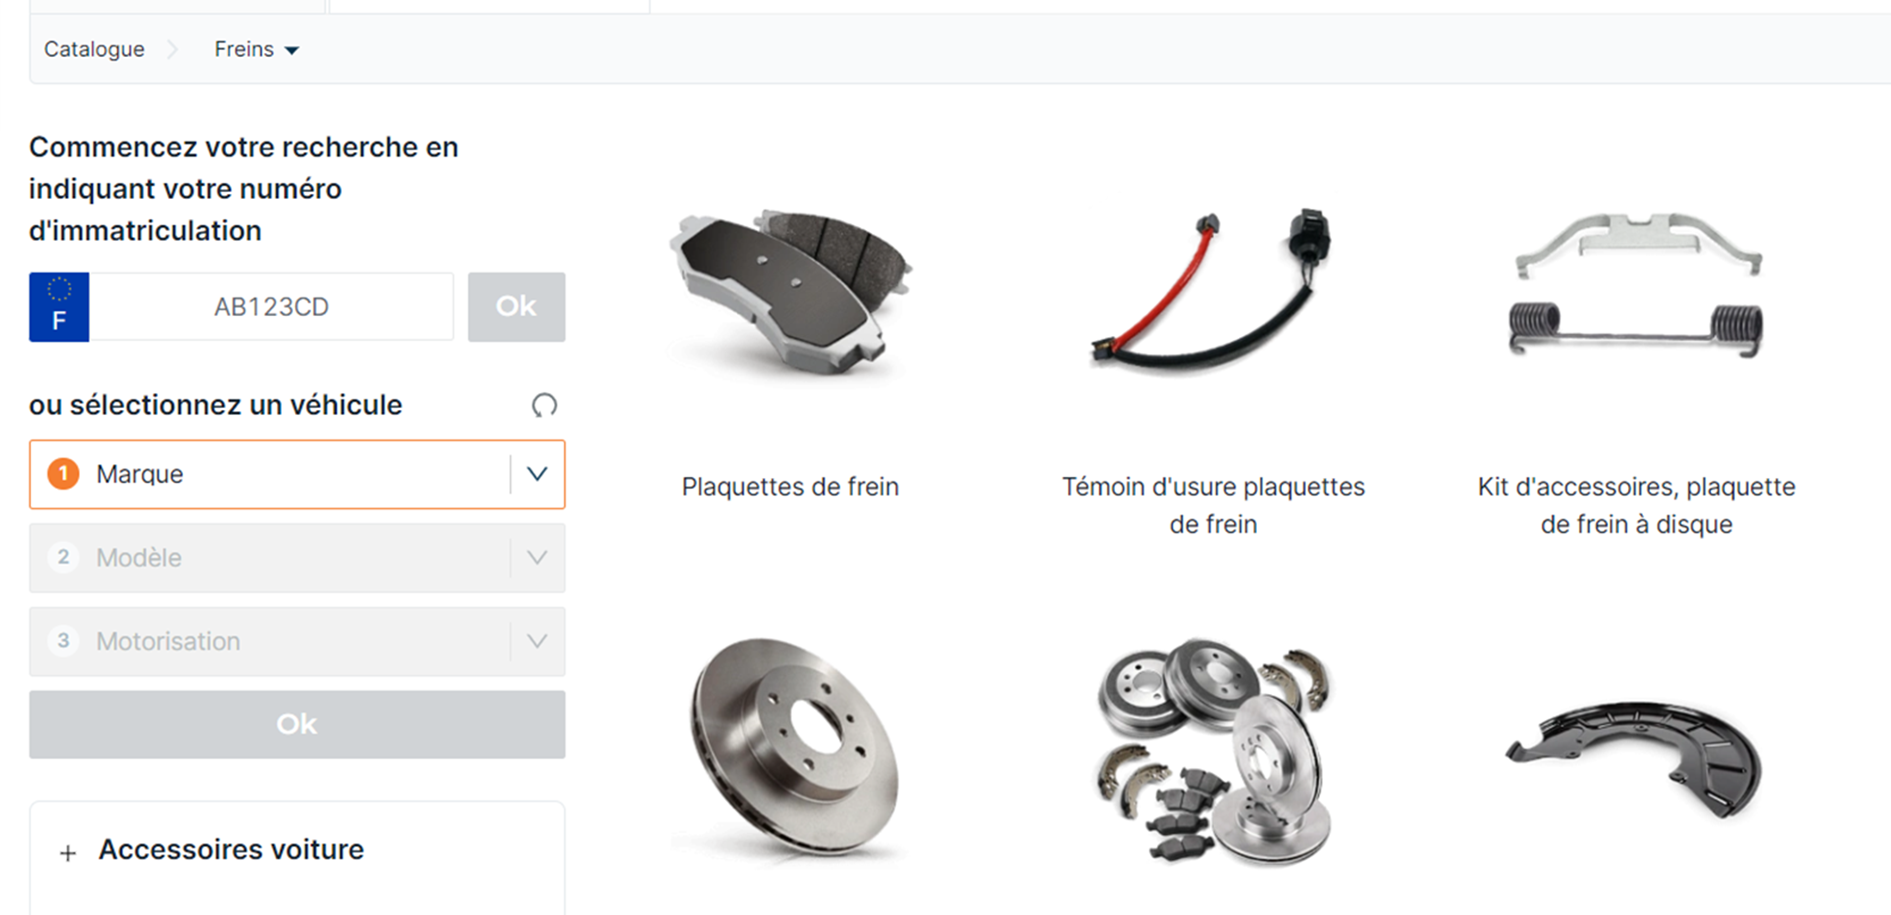 Catalogue
Freins
Commencez votre recherche en
indiquant votre numéro
d'immatriculation
F
AB123CD
Ok
ou sélectionnez un véhicule
1 Marque
2 Modèle
3 Motorisation
Ok
+ Accessoires voiture
Plaquettes de frein
Témoin d'usure plaquettes
de frein
Kit d'accessoires, plaquette
de frein à disque